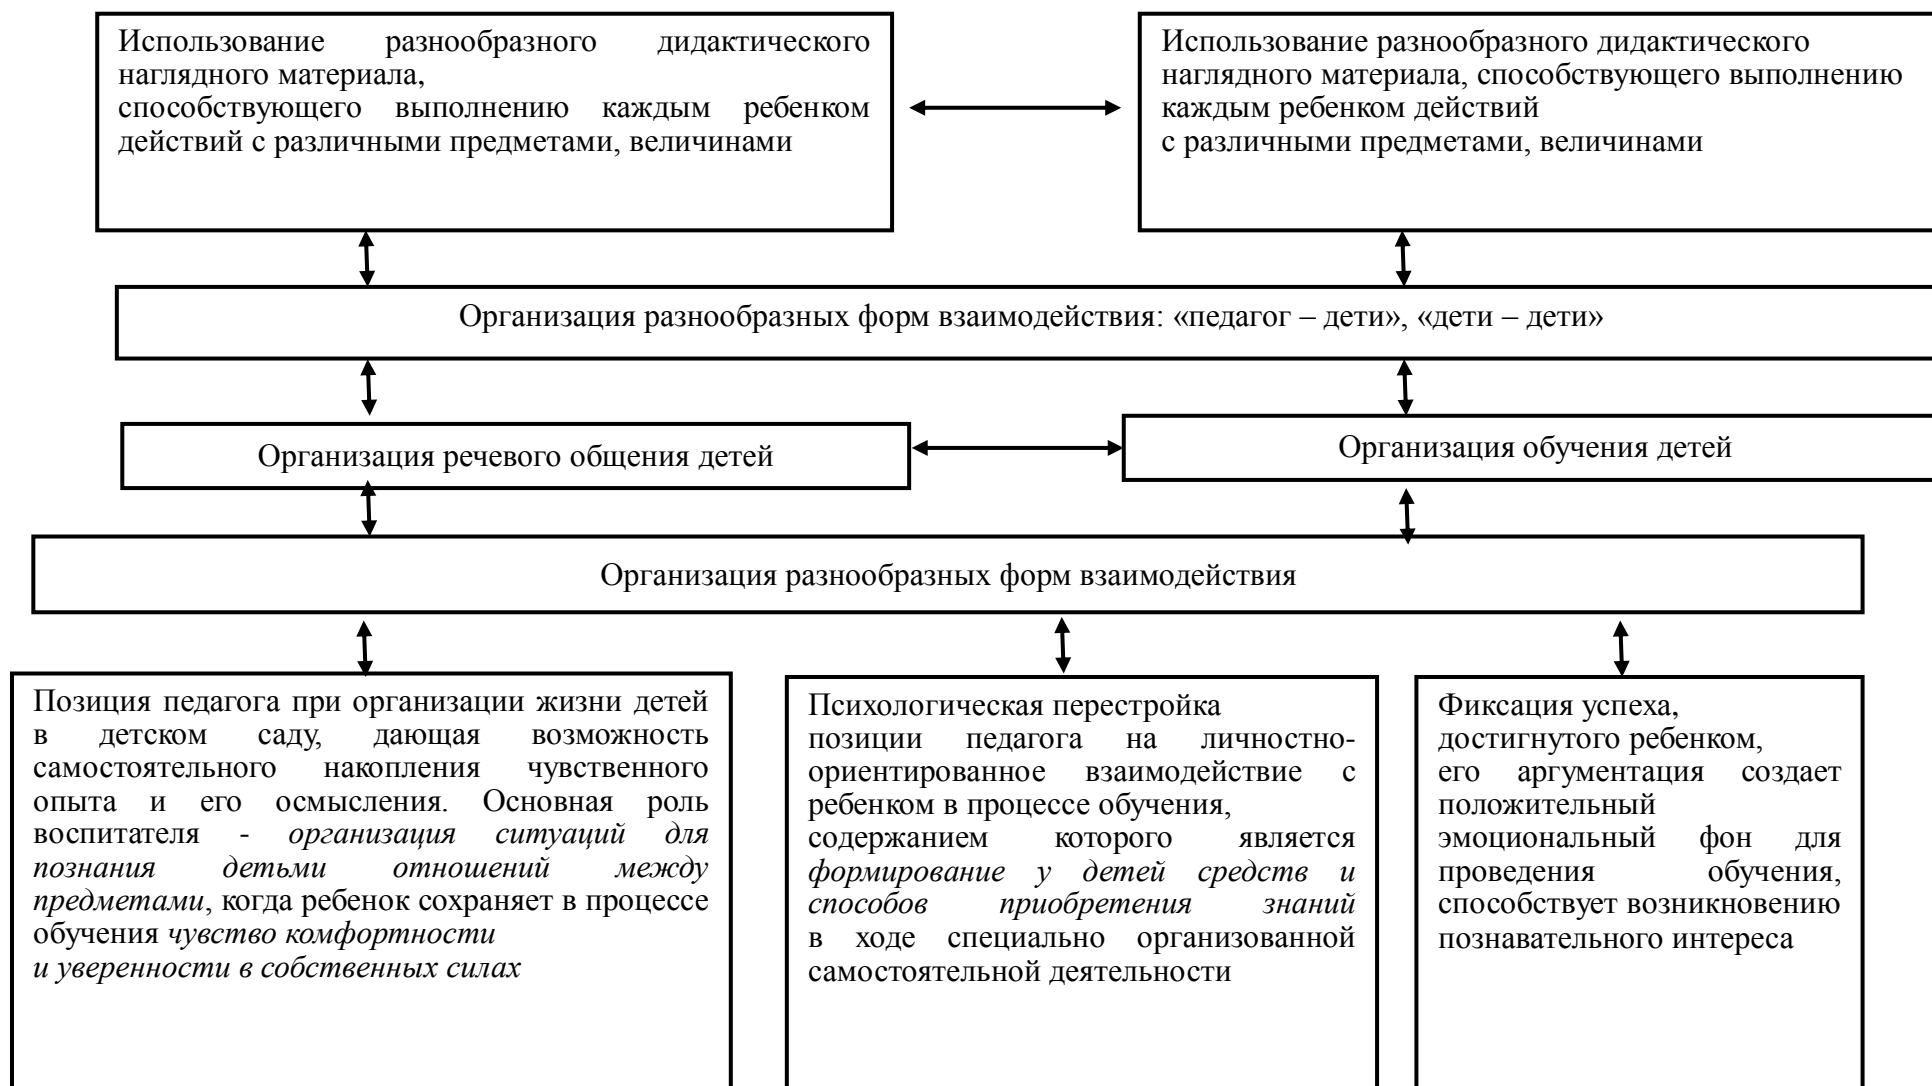 Использование разнообразного дидактического
наглядного материала,
способствующего выполнению каждым ребенком
действий с различными предметами, величинами
Использование разнообразного дидактического
наглядного материала, способствующего выполнению
каждым ребенком действий
с различными предметами, величинами
Организация разнообразных форм взаимодействия: «педагог – дети», «дети – дети»
Организация речевого общения детей
Организация обучения детей
Организация разнообразных форм взаимодействия
Позиция педагога при организации жизни детей
в детском саду, дающая возможность
самостоятельного накопления чувственного
опыта и его осмысления. Основная роль
воспитателя - организация ситуаций для
познания детьми отношений между
предметами, когда ребенок сохраняет в процессе
обучения чувство комфортности
и уверенности в собственных силах
Психологическая перестройка
позиции педагога на личностно-
ориентированное взаимодействие с
ребенком в процессе обучения,
содержанием которого является
формирование у детей средств и
способов приобретения знаний
в ходе специально организованной
самостоятельной деятельности
Фиксация успеха,
достигнутого ребенком,
его аргументация создает
положительный
эмоциональный фон для
проведения обучения,
способствует возникновению
познавательного интереса